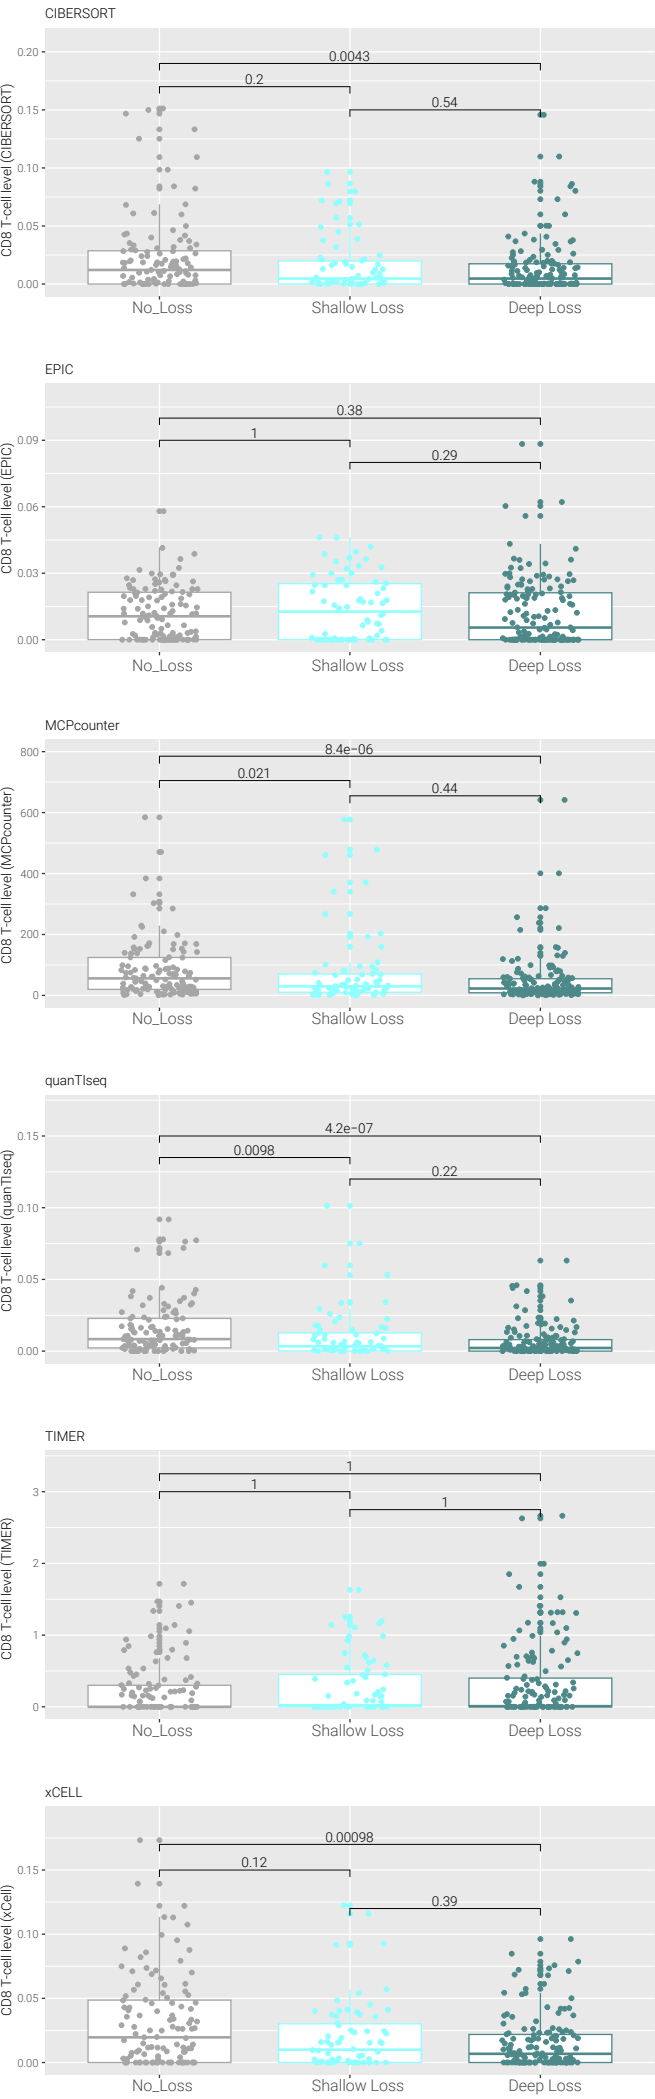 CIBERSORT
CD8 T-cell level (CIBERSORT)
0.20
0.15
0.10
0.05
0.00
0.0043
0.2
0.54
No_Loss
Shallow Loss
Deep Loss
EPIC
CD8 T-cell level (EPIC)
0.09
0.06
0.03
0.00
0.38
1
0.29
No_Loss
Shallow Loss
Deep Loss
MCPcounter
CD8 T-cell level (MCPcounter)
800
600
400
200
0
8.4e−06
0.021
0.44
No_Loss
Shallow Loss
Deep Loss
quanTIseq
CD8 T-cell level (quanTIseq)
0.15
0.10
0.05
0.00
4.2e−07
0.0098
0.22
No_Loss
Shallow Loss
Deep Loss
TIMER
CD8 T-cell level (TIMER)
3
2
1
0
1
1
1
No_Loss
Shallow Loss
Deep Loss
xCELL
CD8 T-cell level (xCell)
0.15
0.10
0.05
0.00
0.00098
0.12
0.39
No_Loss
Shallow Loss
Deep Loss